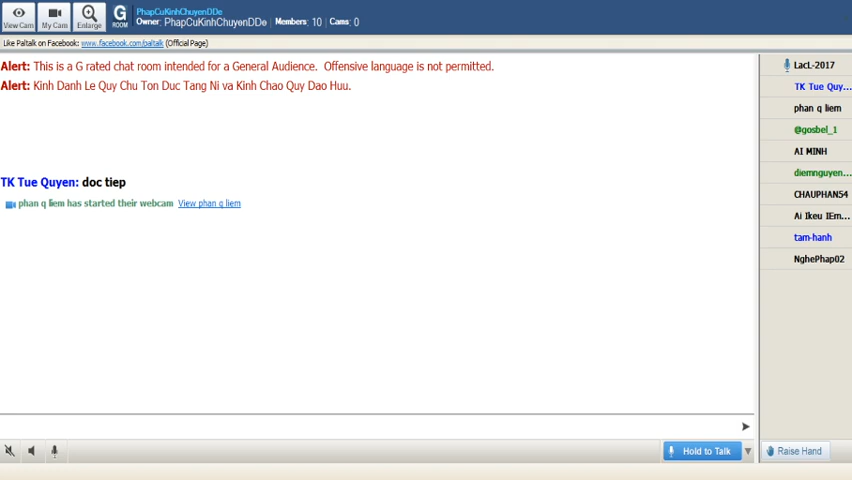 PhapCuKinhChuyenDDe
Owner: PhapCuKinhChuyenDDe Members: 10 Cams: 0
View Cam My Cam Enlarge G ROOM
Like Paltalk on Facebook: www.facebook.com/paltalk (Official Page)
Alert: This is a G rated chat room intended for a General Audience. Offensive language is not permitted.
Alert: Kinh Danh Le Quy Chu Ton Duc Tang Ni va Kinh Chao Quy Dao Huu.
TK Tue Quyen: doc tiep
phan q liem has started their webcam View phan q liem
LacL-2017
TK Tue Quy...
phan q liem
@gosbel_1
AI MINH
diemnguyen...
CHAUPHAN54
Ai Ikeu IEm...
tam-hanh
NghePhap02
Hold to Talk
Raise Hand